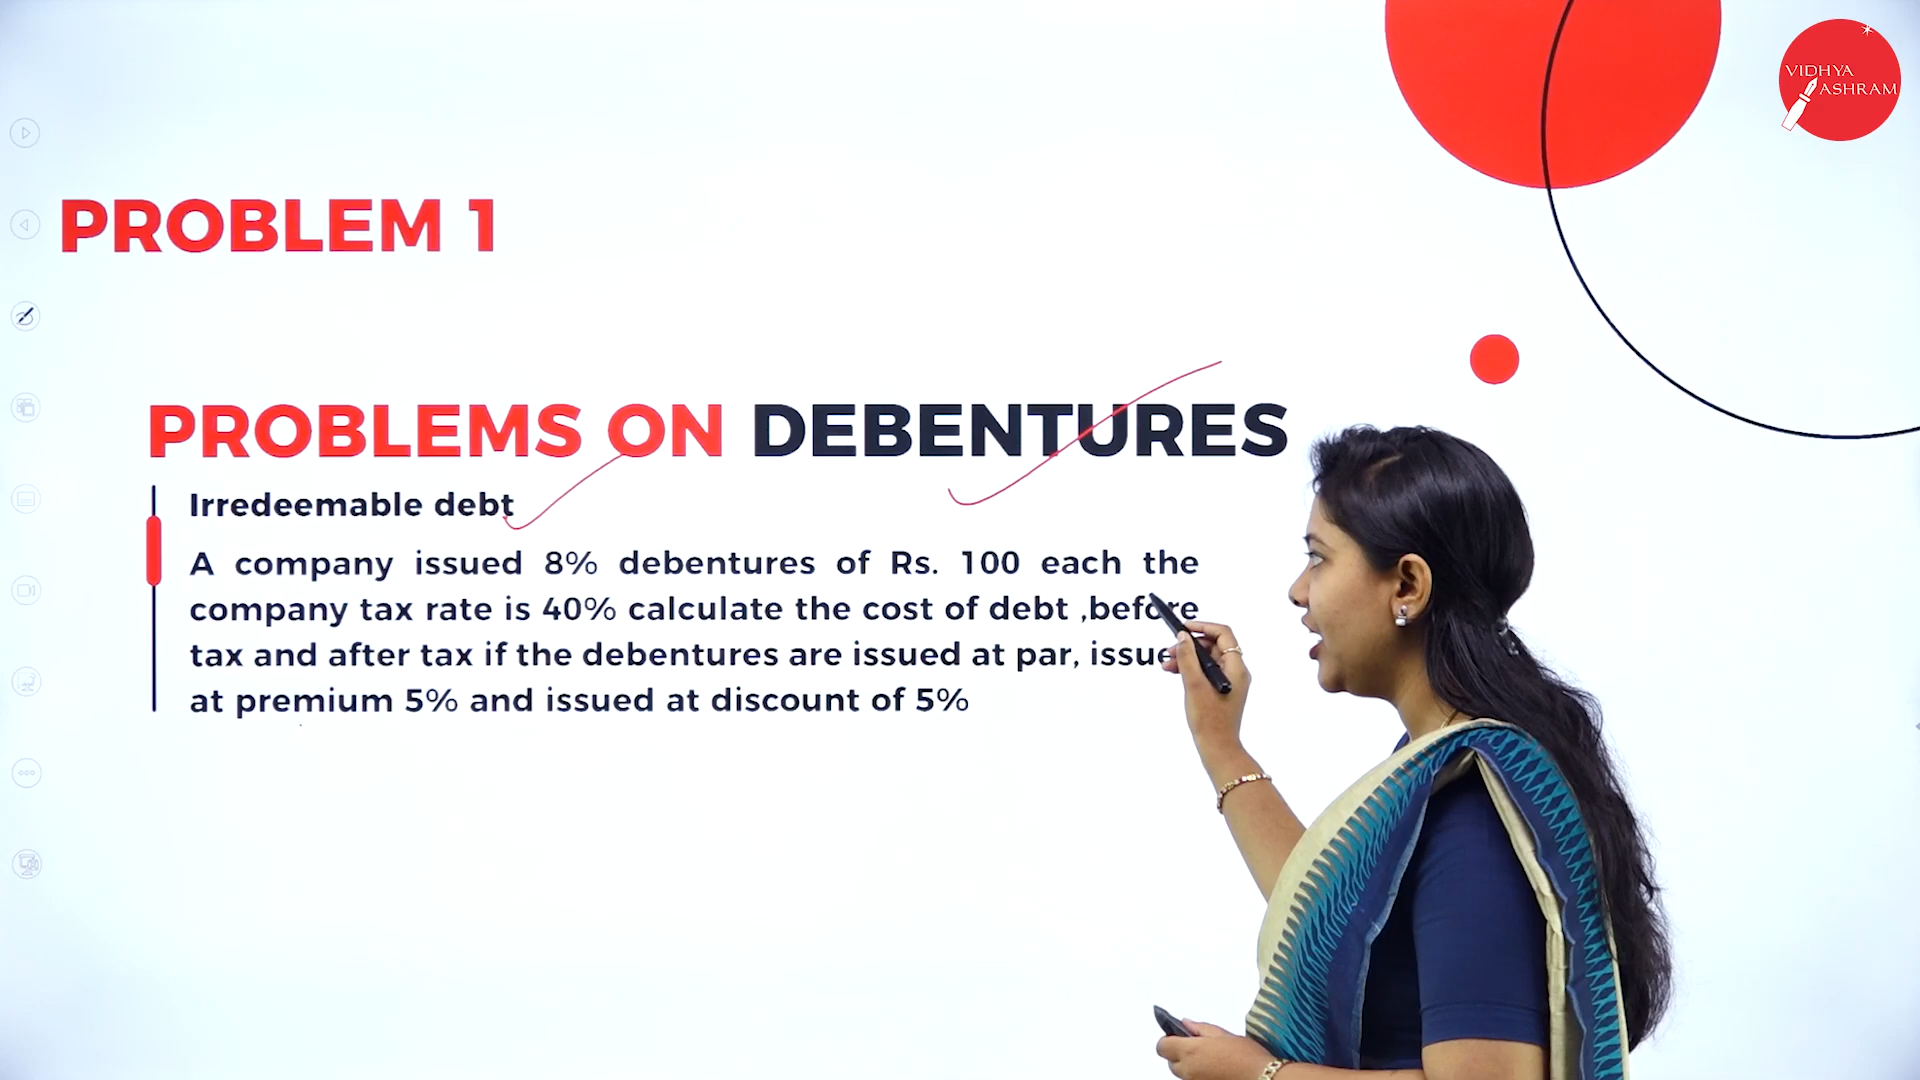 VIDHYA
ASHRAM
PROBLEM 1
PROBLEMS ON DEBENTURES
Irredeemable debt
A company issued 8% debentures of Rs. 100 each the
company tax rate is 40% calculate the cost of debt ,before
tax and after tax if the debentures are issued at par, issue
at premium 5% and issued at discount of 5%